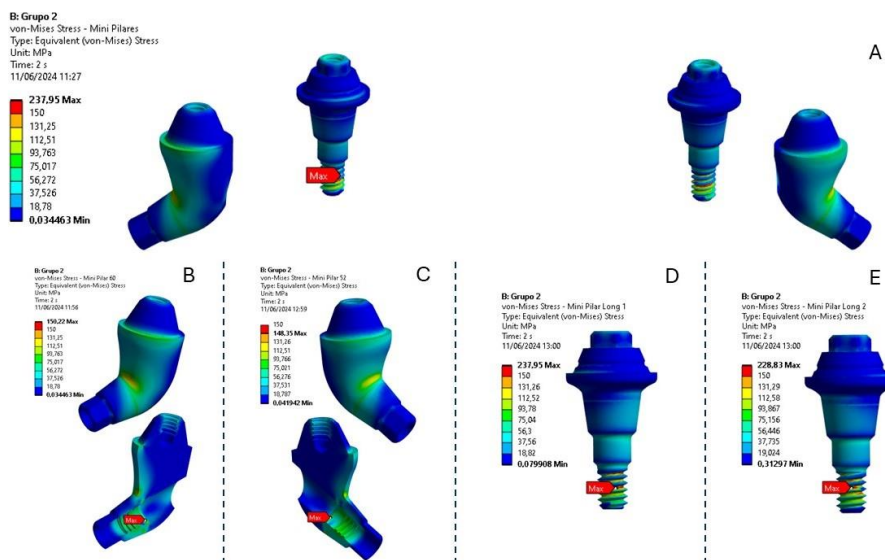 B: Grupo 2
von-Mises Stress - Mini Pilares
Type: Equivalent (von-Mises) Stress
Unit: MPa
Time: 2 s
11/06/2024 11:27
237,95 Max
150
131,25
112,51
93,763
75,017
56,272
37,526
18,78
0,034463 Min
Max
A
B: Grupo 2
von-Mises Stress - Mini Pilar 60
Type: Equivalent (von-Mises) Stress
Unit: MPa
Time: 2 s
11/06/2024 11:56
150,22 Max
150
131,25
112,51
93,763
75,017
56,272
37,526
18,78
0,034463 Min
Max
B
B: Grupo 2
von-Mises Stress - Mini Pilar 52
Type: Equivalent (von-Mises) Stress
Unit: MPa
Time: 2 s
11/06/2024 12:59
150
148,35 Max
131,26
112,51
93,766
75,021
56,276
37,531
18,787
0,041942 Min
Max
C
B: Grupo 2
von-Mises Stress - Mini Pilar Long 1
Type: Equivalent (von-Mises) Stress
Unit: MPa
Time: 2 s
11/06/2024 13:00
237,95 Max
150
131,26
112,52
93,78
75,04
56,3
37,56
18,82
0,079908 Min
Max
D
B: Grupo 2
von-Mises Stress - Mini Pilar Long 2
Type: Equivalent (von-Mises) Stress
Unit: MPa
Time: 2 s
11/06/2024 13:00
228,83 Max
150
131,29
112,58
93,867
75,156
56,446
37,735
19,024
0,31297 Min
Max
E